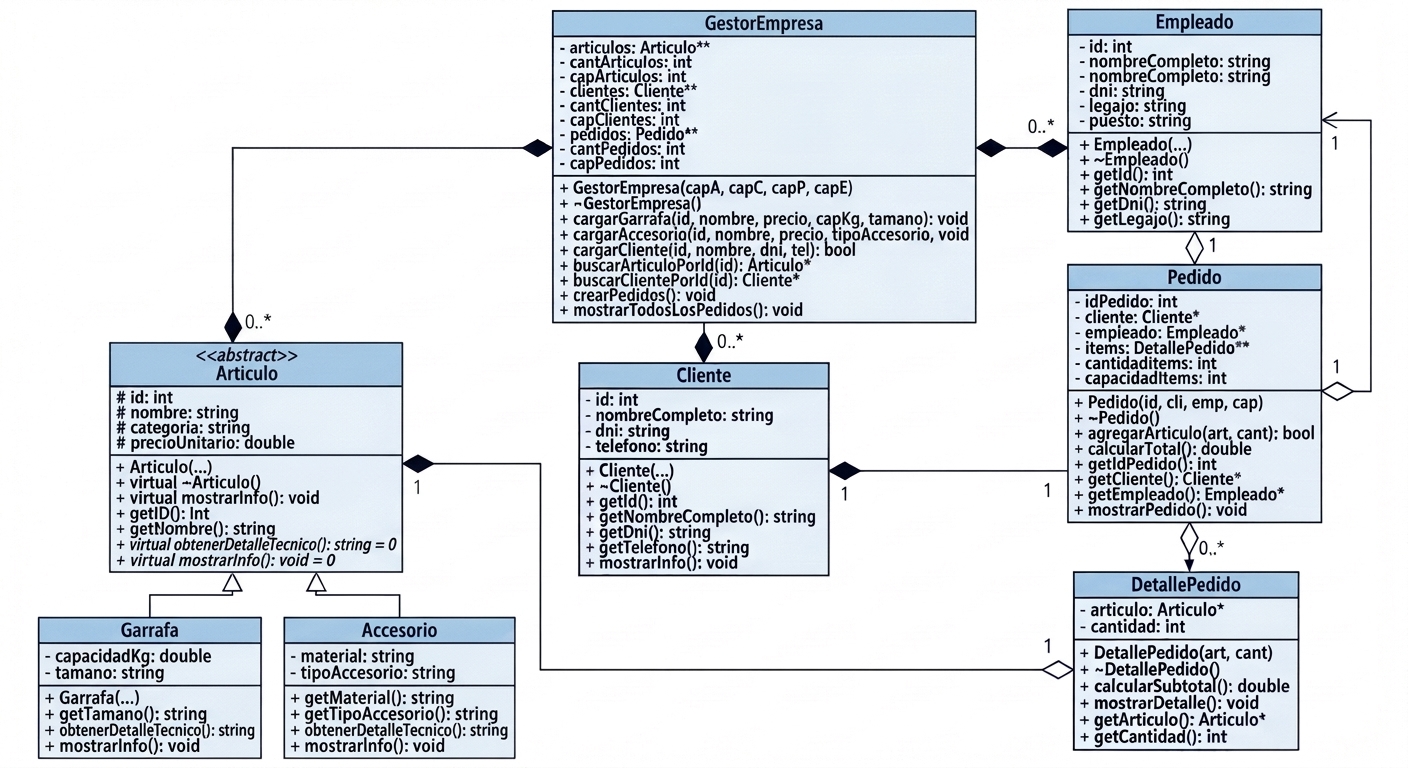 GestorEmpresa
- articulos: Articulo**
- cantArticulos: int
- capArticulos: int
- clientes: Cliente**
- cantClientes: int
- capClientes: int
- pedidos: Pedido**
- cantPedidos: int
- capPedidos: int
+ GestorEmpresa(capA, capC, capP, capE)
+ ~GestorEmpresa()
+ cargarGarrafa(id, nombre, precio, capKg, tamano): void
+ cargarAccesorio(id, nombre, precio, tipoAccesorio, void
+ cargarCliente(id, nombre, dni, tel): bool
+ buscarArticuloPorId(id): Articulo*
+ buscarClientePorId(id): Cliente*
+ crearPedidos(): void
+ mostrarTodosLosPedidos(): void
0..*
Empleado
- id: int
- nombreCompleto: string
- nombreCompleto: string
- dni: string
- legajo: string
- puesto: string
+ Empleado(...)
+ ~Empleado()
+ getId(): int
+ getNombreCompleto(): string
+ getDni(): string
+ getLegajo(): string
1
1
Pedido
- idPedido: int
- cliente: Cliente*
- empleado: Empleado*
- items: DetallePedido**
- cantidaditems: int
- capacidadItems: int
+ Pedido(id, cli, emp, cap)
+ ~Pedido()
+ agregarArticulo(art, cant): bool
+ calcularTotal(): double
+ getIdPedido(): int
+ getCliente(): Cliente*
+ getEmpleado(): Empleado*
+ mostrarPedido(): void
1
0..*
<<abstract>>
Articulo
# id: int
# nombre: string
# categoria: string
# precioUnitario: double
+ Articulo(...)
+ virtual ~Articulo()
+ virtual mostrarInfo(): void
+ getID(): Int
+ getNombre(): string
+ virtual obtenerDetalleTecnico(): string = 0
+ virtual mostrarInfo(): void = 0
1
0..*
Cliente
- id: int
- nombreCompleto: string
- dni: string
- telefono: string
+ Cliente(...)
+ ~Cliente()
+ getId(): int
+ getNombreCompleto(): string
+ getDni(): string
+ getTelefono(): string
+ mostrarInfo(): void
1
1
0..*
Garrafa
- capacidadKg: double
- tamano: string
+ Garrafa(...)
+ getTamano(): string
+ obtenerDetalleTecnico(): string
+ mostrarInfo(): void
Accesorio
- material: string
- tipoAccesorio: string
+ getMaterial(): string
+ getTipoAccesorio(): string
+ obtenerDetalleTecnico(): string
+ mostrarInfo(): void
1
DetallePedido
- articulo: Articulo*
- cantidad: int
+ DetallePedido(art, cant)
+ ~DetallePedido()
+ calcularSubtotal(): double
+ mostrarDetalle(): void
+ getArticulo(): Articulo*
+ getCantidad(): int